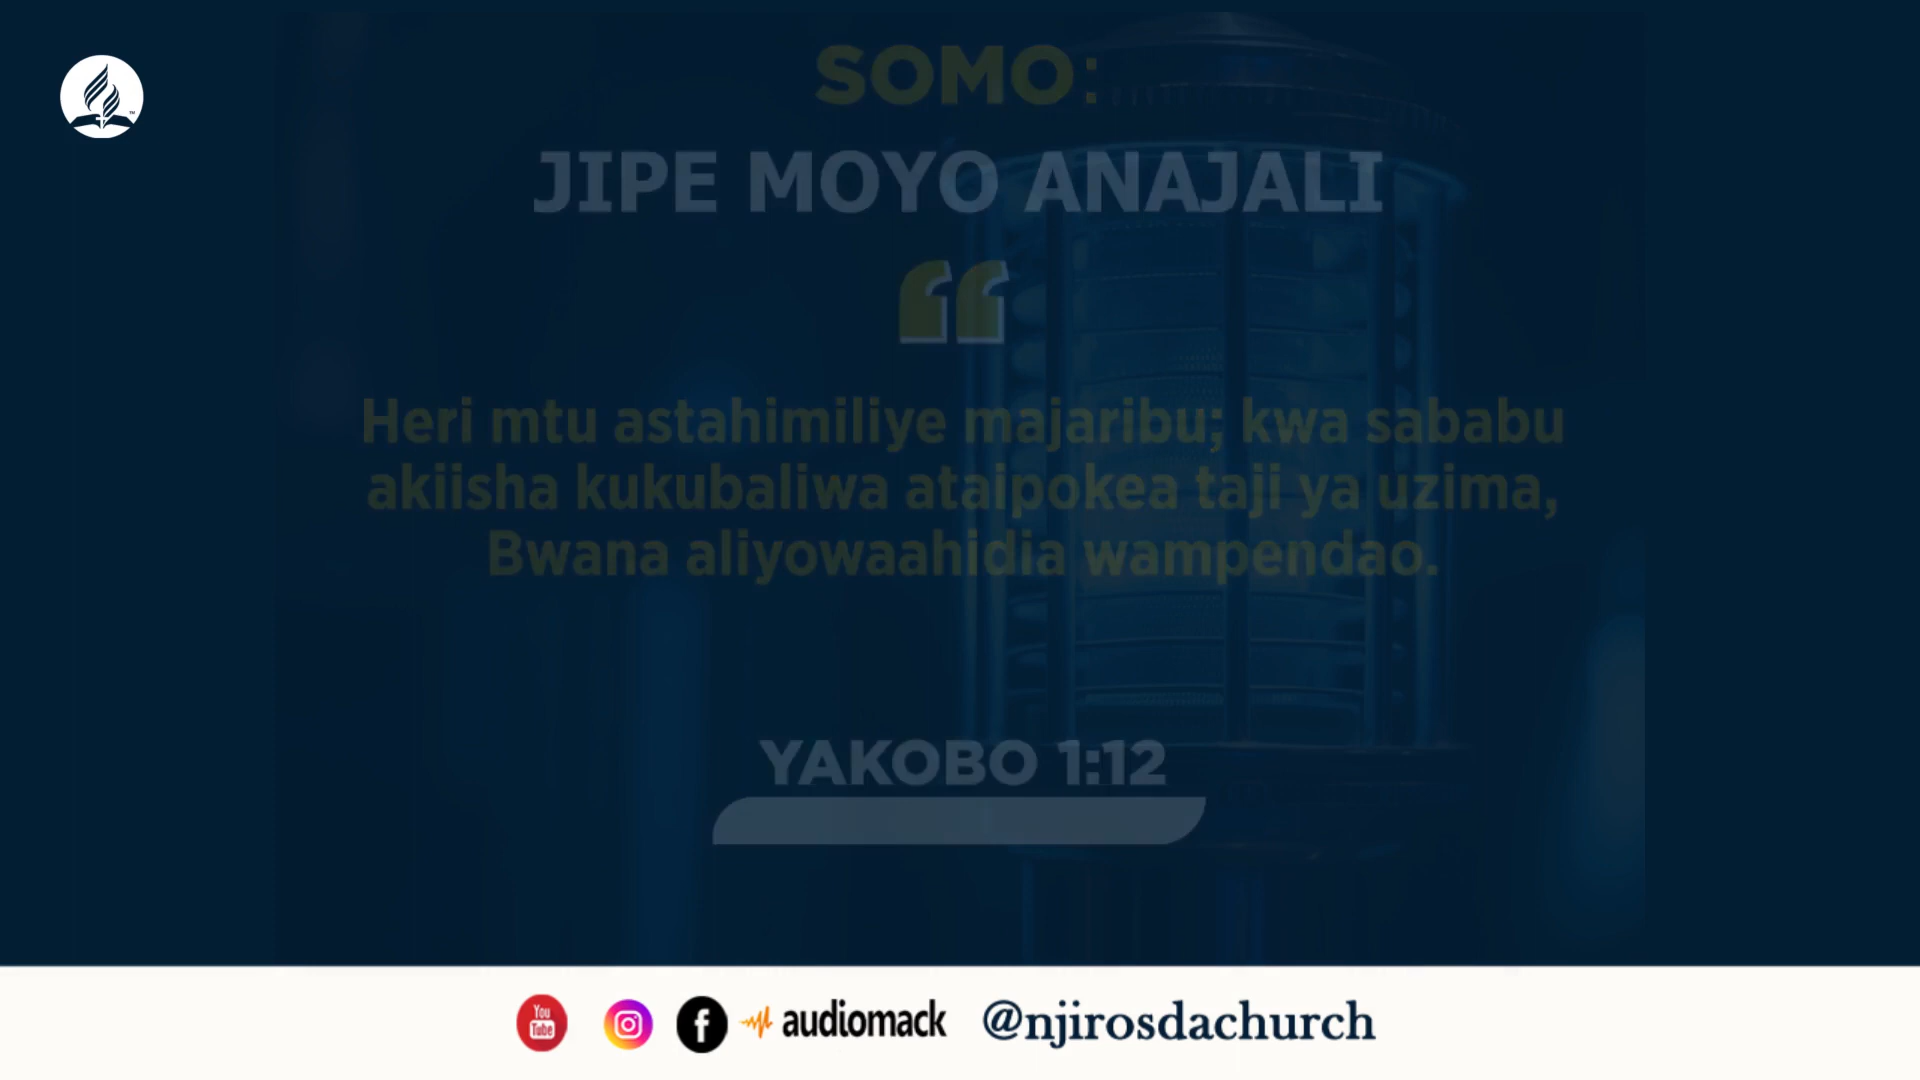 SOMO:
JIPE MOYO ANAJALI
“
Heri mtu astahimiliye majaribu; kwa sababu
akiisha kukubaliwa ataipokea taji ya uzima,
Bwana aliyowaahidia wampendao.
YAKOBO 1:12
You
Tube
audiomack @njirosdachurch